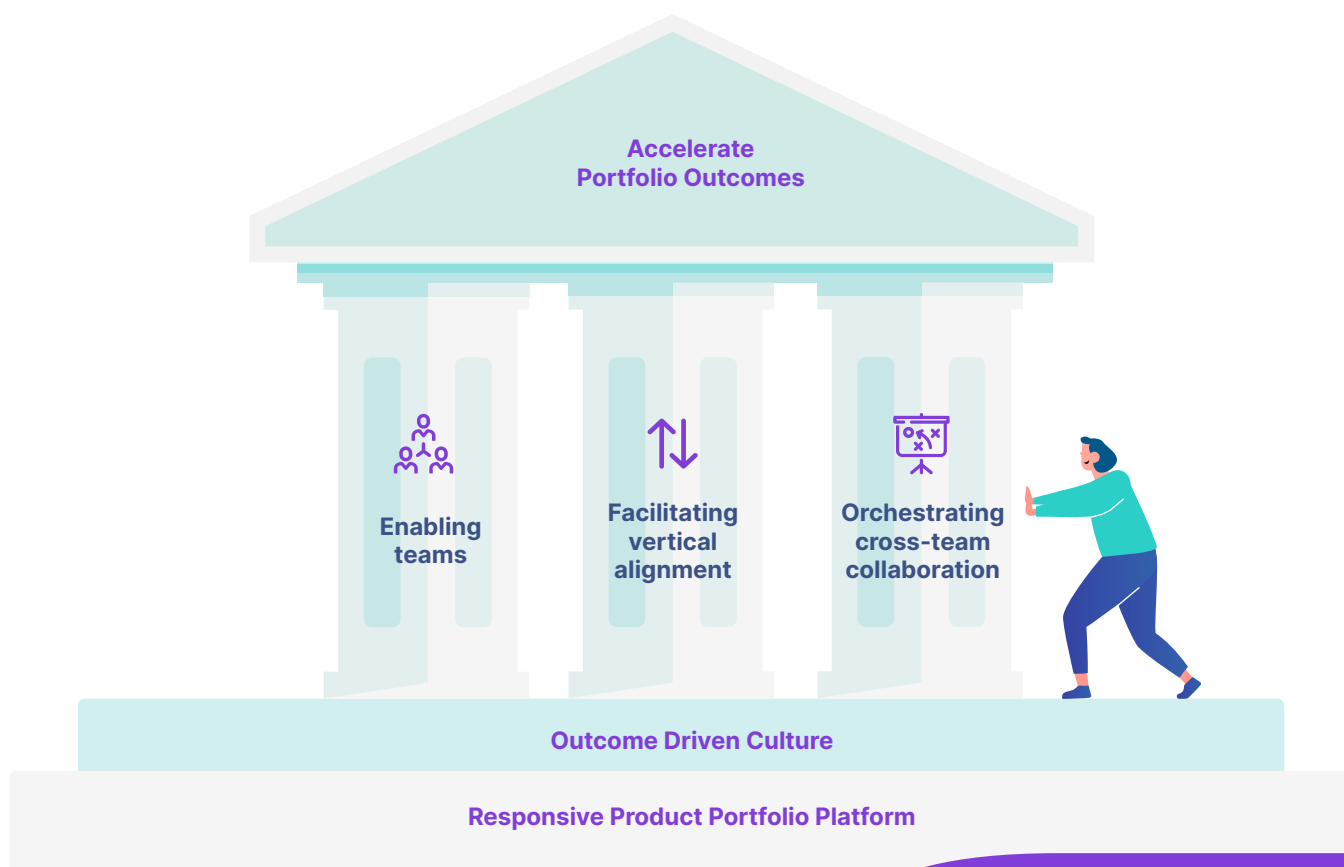 Accelerate
Portfolio Outcomes
Enabling
teams
Facilitating
vertical
alignment
Orchestrating
cross-team
collaboration
Outcome Driven Culture
Responsive Product Portfolio Platform